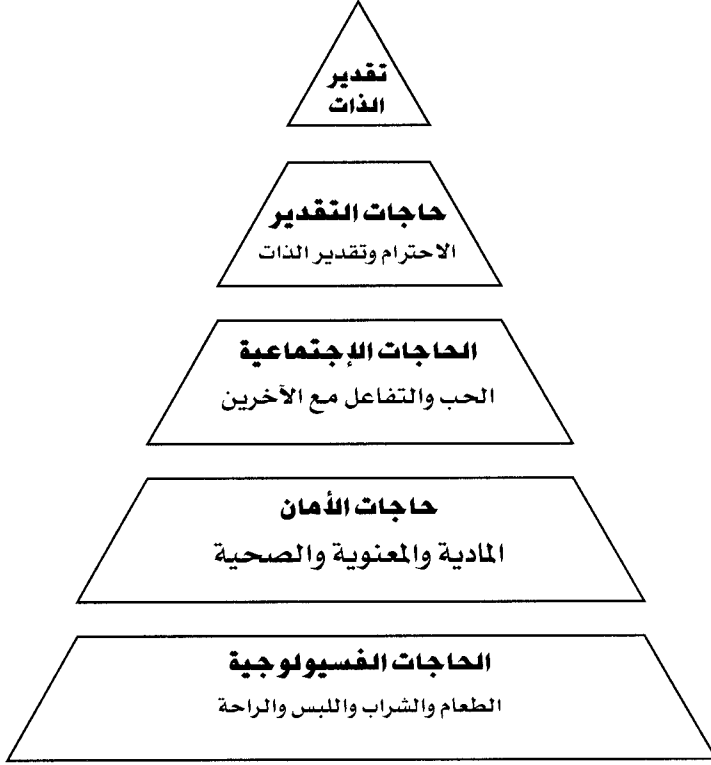 تقدير
الذات
حاجات التقدير
الاحترام وتقدير الذات
الحاجات الإجتماعية
الحب والتفاعل مع الآخرين
حاجات الأمان
المادية والمعنوية والصحية
الحاجات الفسيولوجية
الطعام والشراب واللبس والراحة